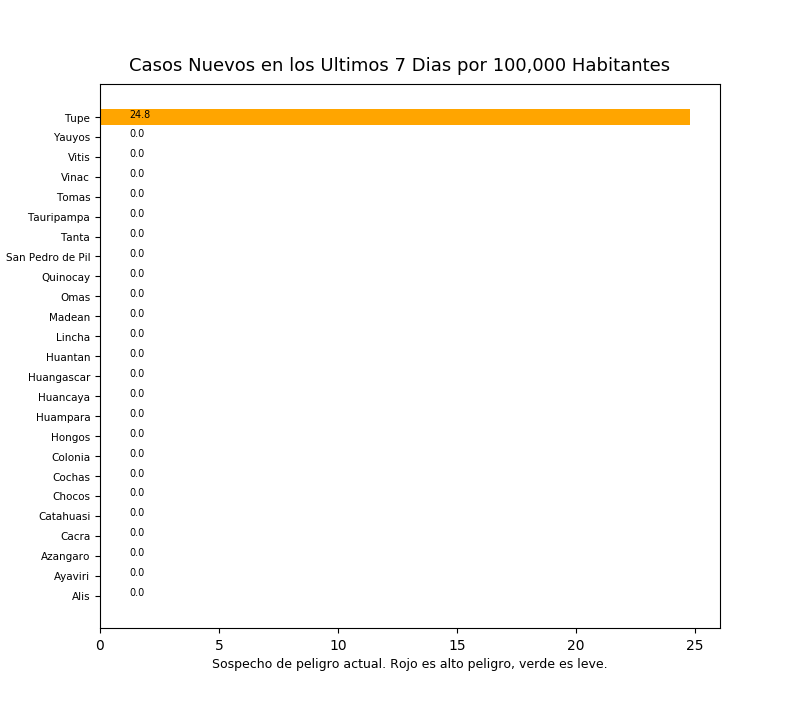 Casos Nuevos en los Ultimos 7 Dias por 100,000 Habitantes
Tupe 24.8
Yauyos 0.0
Vitis 0.0
Vinac 0.0
Tomas 0.0
Tauripampa 0.0
Tanta 0.0
San Pedro de Pil 0.0
Quinocay 0.0
Omas 0.0
Madean 0.0
Lincha 0.0
Huantan 0.0
Huangascar 0.0
Huancaya 0.0
Huampara 0.0
Hongos 0.0
Colonia 0.0
Cochas 0.0
Chocos 0.0
Catahuasi 0.0
Cacra 0.0
Azangaro 0.0
Ayaviri 0.0
Alis 0.0
0 5 10 15 20 25
Sospecho de peligro actual. Rojo es alto peligro, verde es leve.